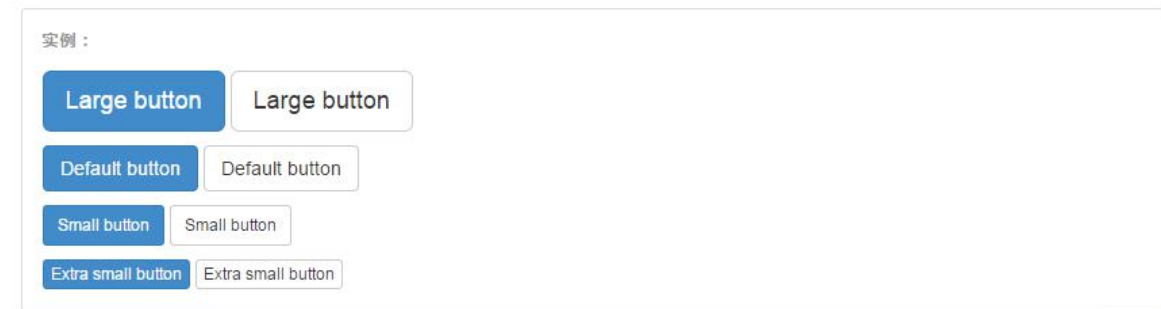 实例：
Large button Large button
Default button Default button
Small button Small button
Extra small button Extra small button